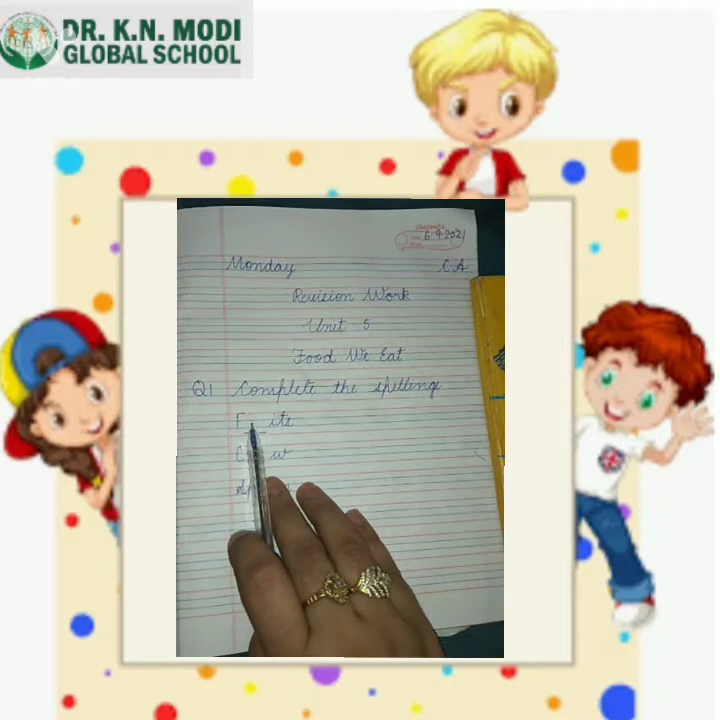 DR. K.N. MODI
GLOBAL SCHOOL
6.9.2021
Monday C.A
Revision Work
Unit - 5
Food We Eat
Q1 Complete the spellings
F__ite
C w